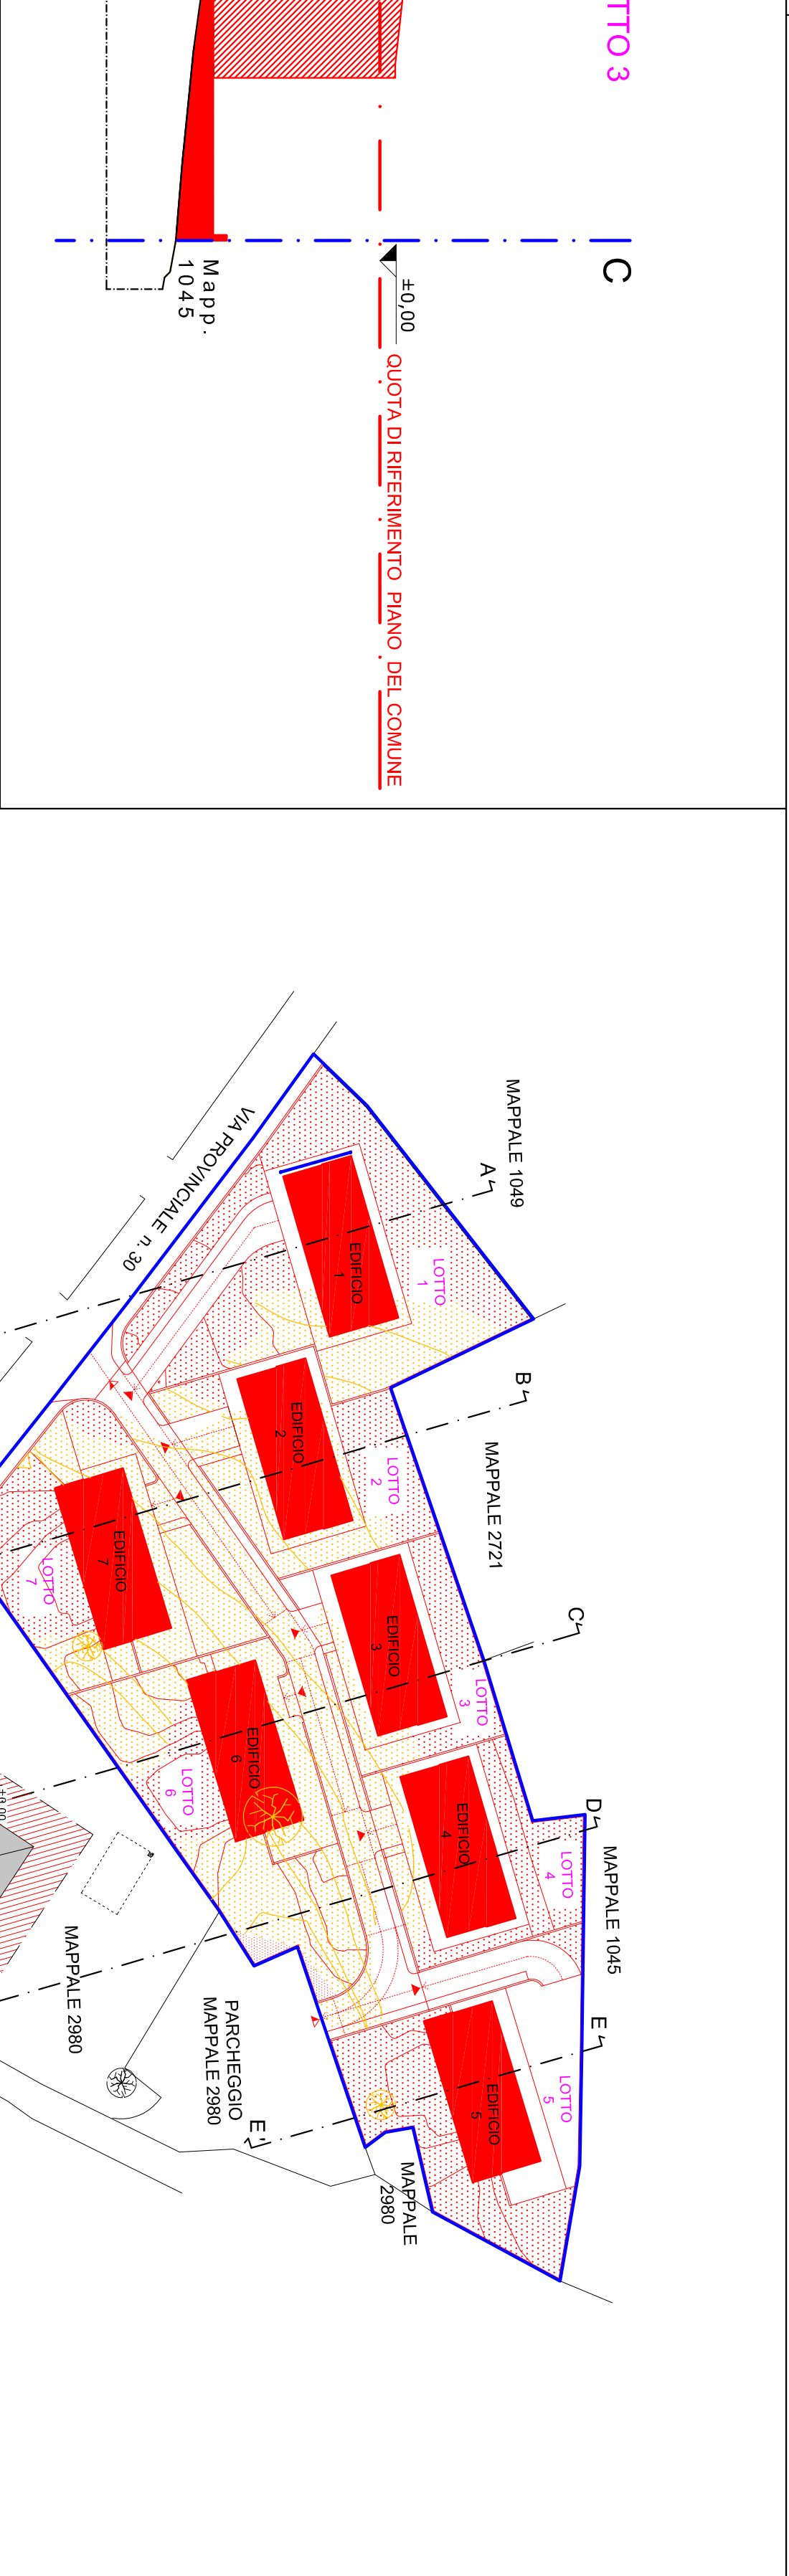 TTO 3
C
±0,00
QUOTA DI RIFERIMENTO PIANO DEL COMUNE
Mapp.
1045
MAPPALE 1049
A
LOTTO
1
EDIFICIO
1
VIA PROVINCIALE n. 30
B
MAPPALE 2721
LOTTO
2
EDIFICIO
2
C
LOTTO
3
EDIFICIO
3
D
MAPPALE 1045
LOTTO
4
EDIFICIO
4
E
LOTTO
5
EDIFICIO
5
LOTTO
6
EDIFICIO
6
LOTTO
7
EDIFICIO
7
MAPPALE 2980
PARCHEGGIO
MAPPALE 2980
E'
MAPPALE
2980